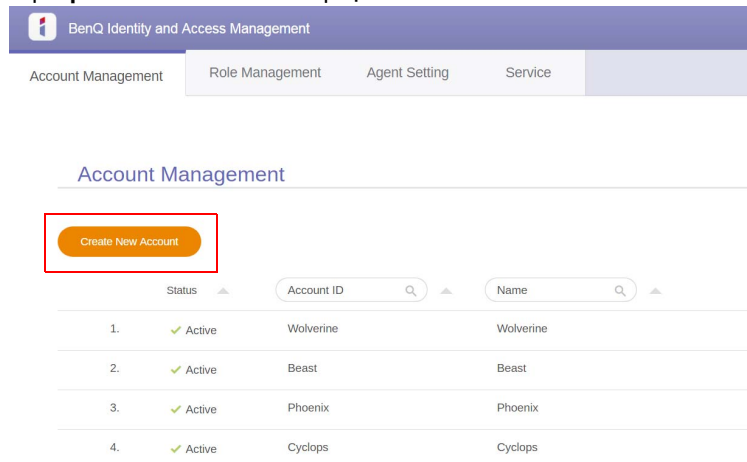 BenQ Identity and Access Management
Account Management Role Management Agent Setting Service
Account Management
Create New Account
Status Account ID Name
1. Active Wolverine Wolverine
2. Active Beast Beast
3. Active Phoenix Phoenix
4. Active Cyclops Cyclops